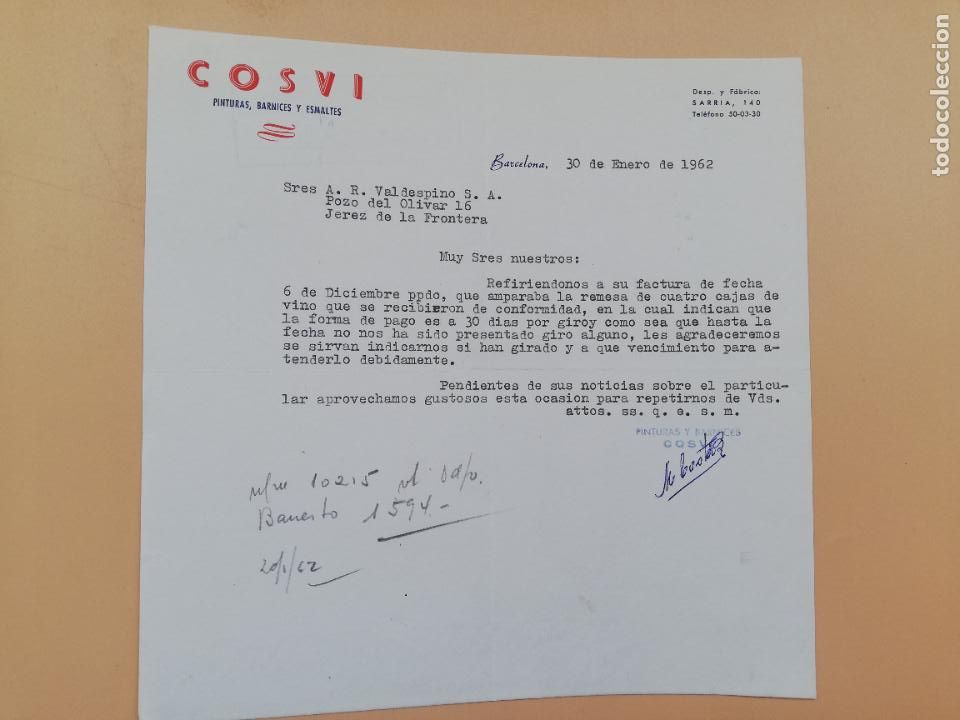 COSVI
PINTURAS, BARNICES Y ESMALTES
Desp. y Fábrica:
SARRIA, 140
Teléfono 50-03-30
Barcelona, 30 de Enero de 1962
Sres A. R. Valdespino S. A.
Pozo del Olivar 16
Jerez de la Frontera
Muy Sres nuestros:
Refiriendonos a su factura de fecha
6 de Diciembre ppdo, que amparaba la remesa de cuatro cajas de
vino que se recibieron de conformidad, en la cual indican que
la forma de pago es a 30 dias por giroy como sea que hasta la
fecha no nos ha sido presentado giro alguno, les agradeceremos
se sirvan indicarnos si han girado y a que vencimiento para a-
tenderlo debidamente.
Pendientes de sus noticias sobre el particu-
lar aprovechamos gustosos esta ocasion para repetirnos de Vds.
attos. ss. q. e. s. m.
PINTURAS Y BARNICES
COSVI
10215
Banesto 1594.-
todocoleccion
todocoleccion